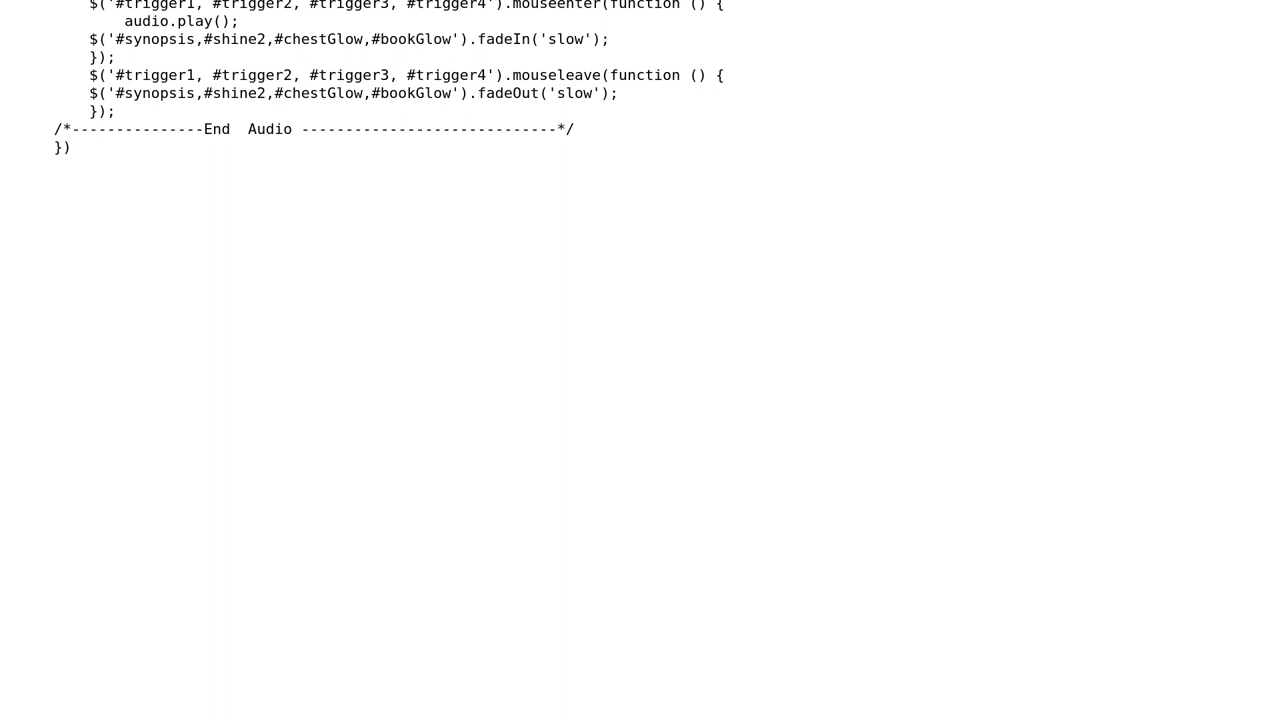 $('#trigger1, #trigger2, #trigger3, #trigger4').mouseenter(function () {
audio.play();
$('#synopsis,#shine2,#chestGlow,#bookGlow').fadeIn('slow');
});
$('#trigger1, #trigger2, #trigger3, #trigger4').mouseleave(function () {
$('#synopsis,#shine2,#chestGlow,#bookGlow').fadeOut('slow');
});
/*---------------End  Audio -----------------------------*/
})